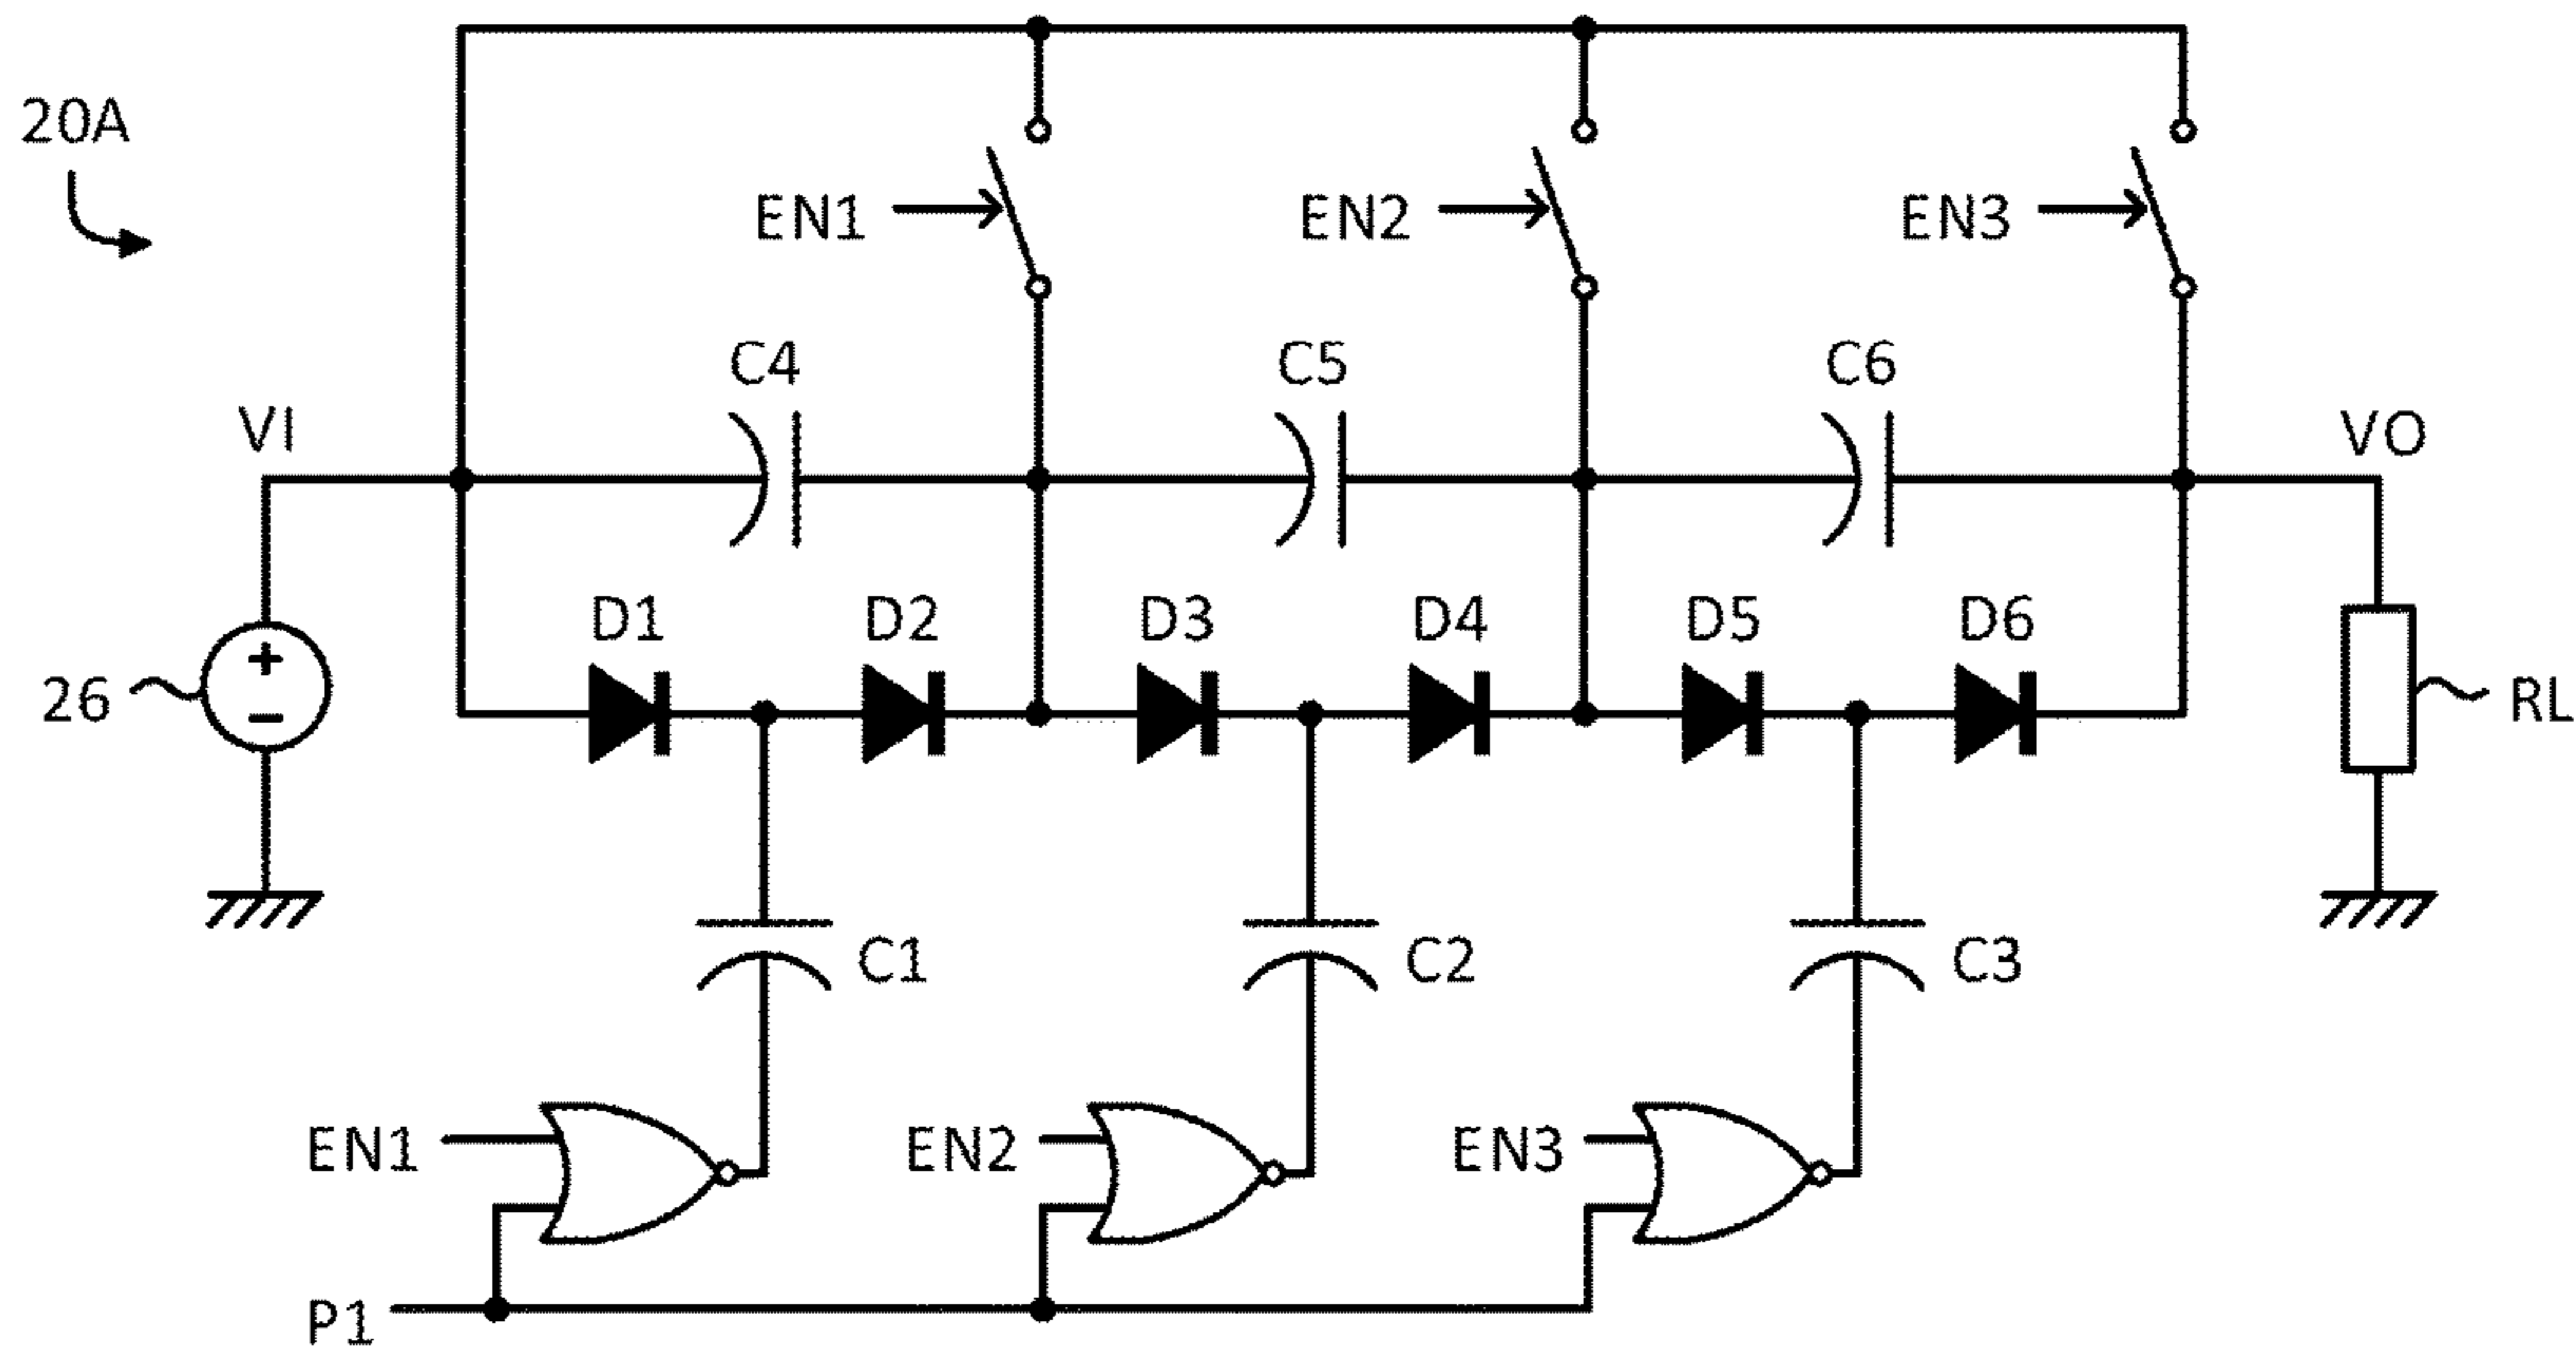 20A
EN1
EN2
EN3
C4
C5
C6
VI
VO
D1
D2
D3
D4
D5
D6
26
+
−
RL
C1
C2
C3
EN1
EN2
EN3
P1